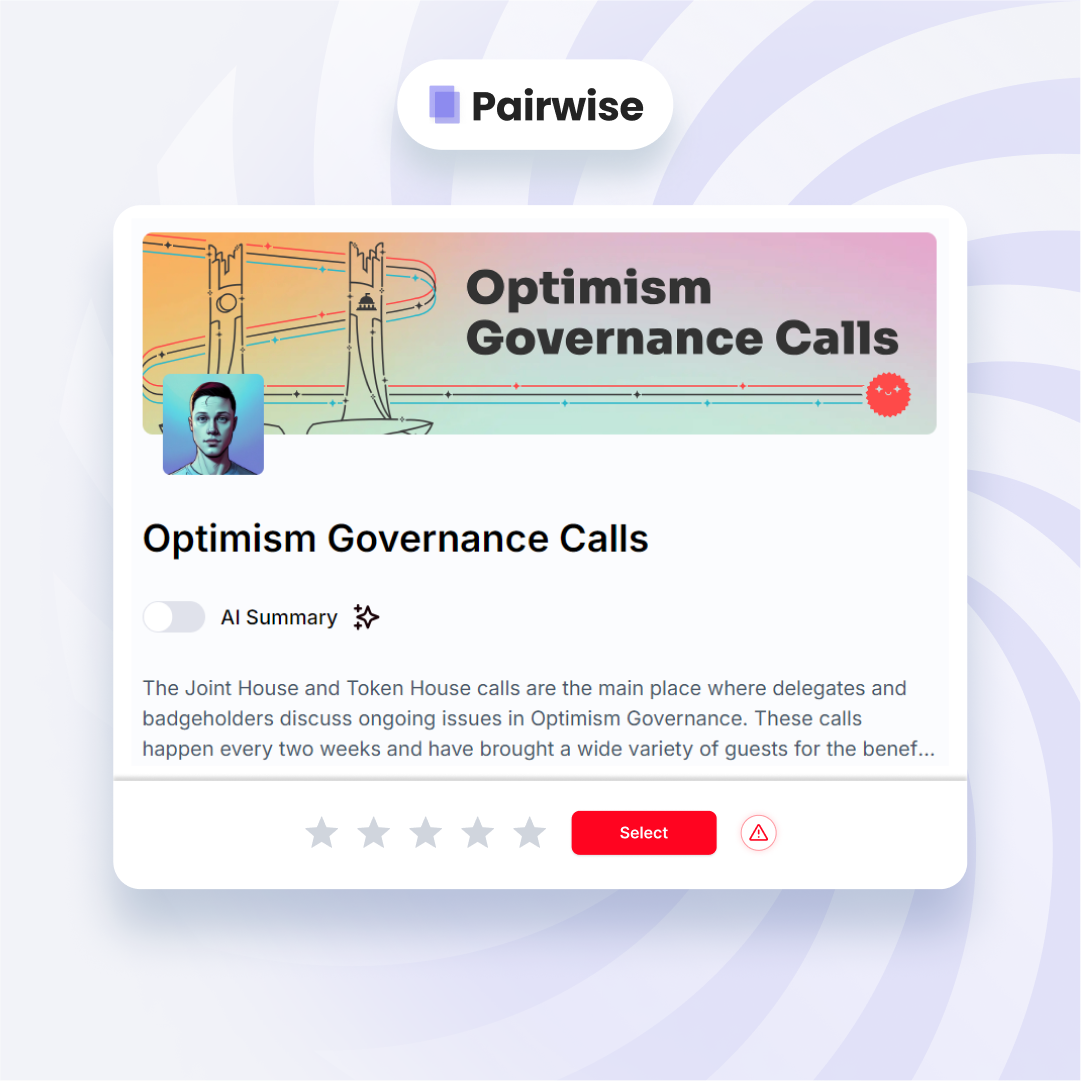 Pairwise
Optimism
Governance Calls
Optimism Governance Calls
AI Summary
The Joint House and Token House calls are the main place where delegates and
badgeholders discuss ongoing issues in Optimism Governance. These calls
happen every two weeks and have brought a wide variety of guests for the benef...
Select